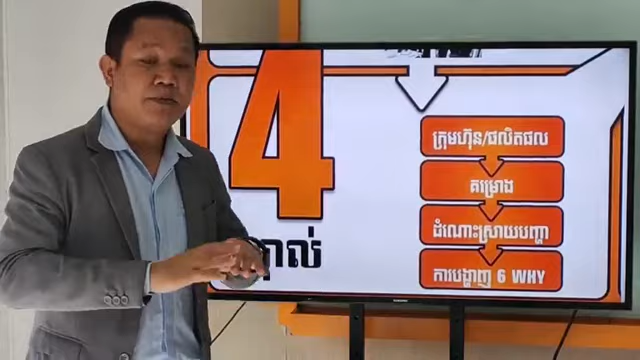 4
ក្រុមហ៊ុន/ផលិតផល
គម្រោង
ដំណោះស្រាយបញ្ហា
ការបង្ហាញ 6 WHY